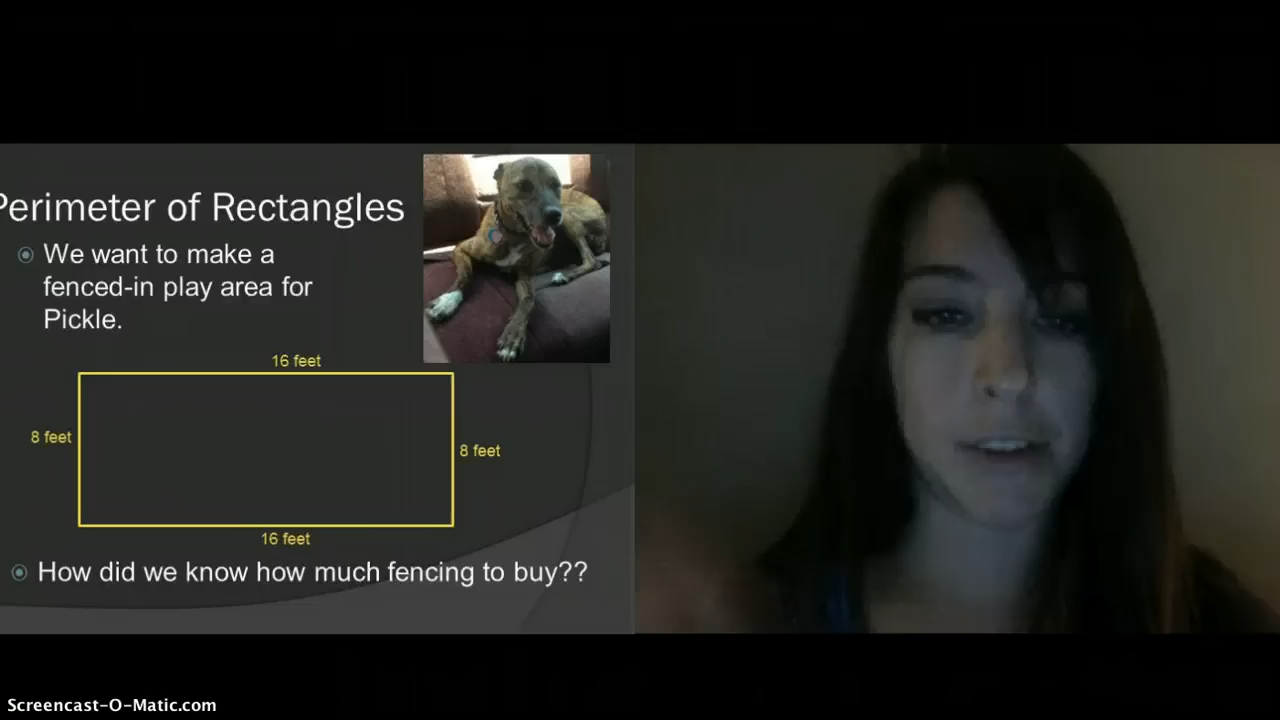 Perimeter of Rectangles
We want to make a
fenced-in play area for
Pickle.
16 feet
8 feet
8 feet
16 feet
How did we know how much fencing to buy??
Screencast-O-Matic.com